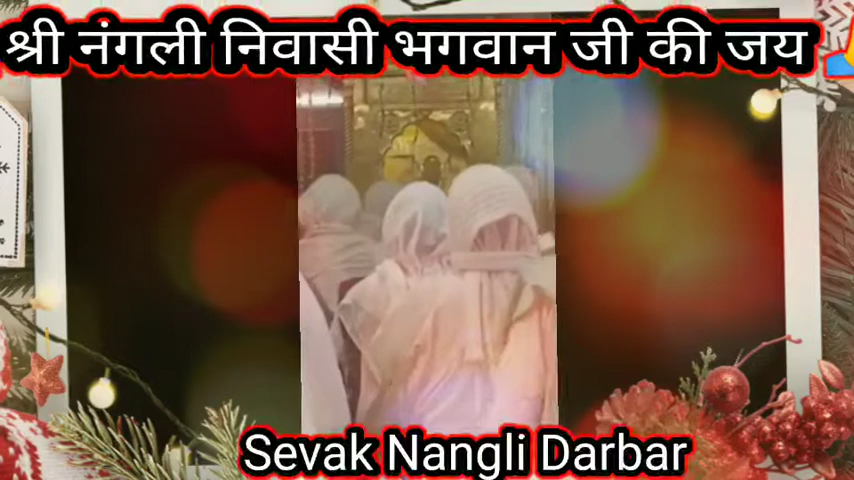 श्री नंगली निवासी भगवान जी की जय
Sevak Nangli Darbar